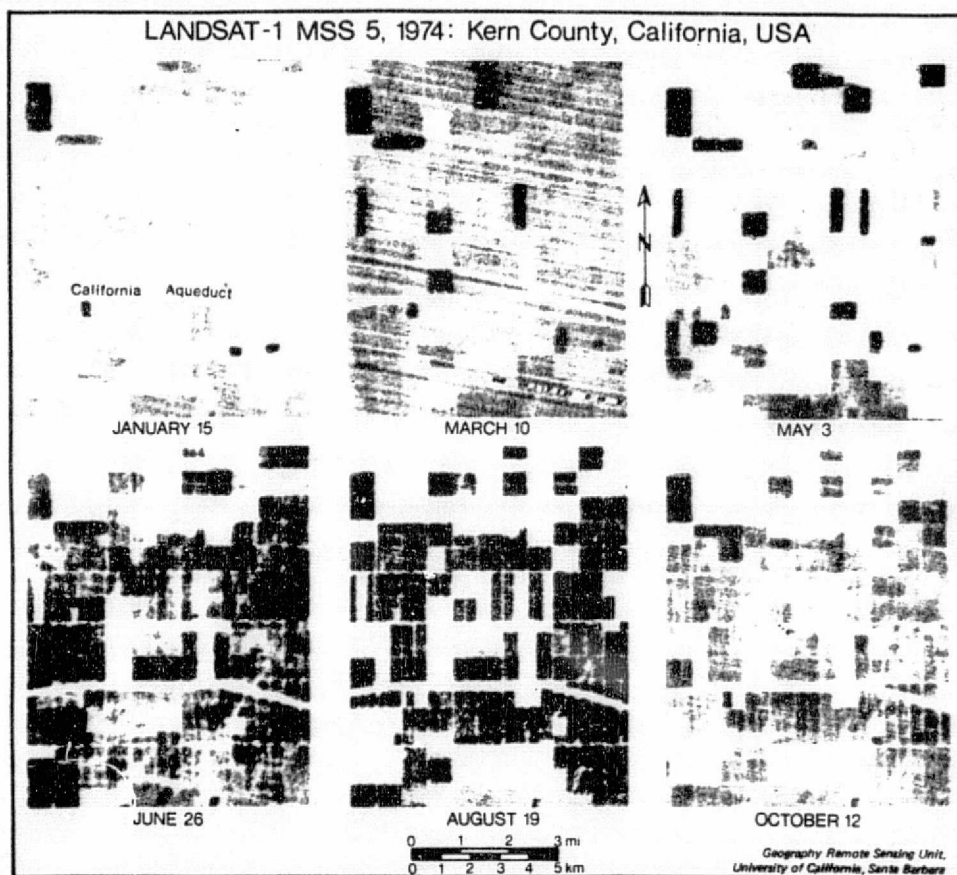 LANDSAT-1 MSS 5, 1974: Kern County, California, USA
California Aqueduct
N
JANUARY 15
MARCH 10
MAY 3
JUNE 26
AUGUST 19
OCTOBER 12
0 1 2 3 mi
0 1 2 3 4 5 km
Geography Remote Sensing Unit,
University of California, Santa Barbara